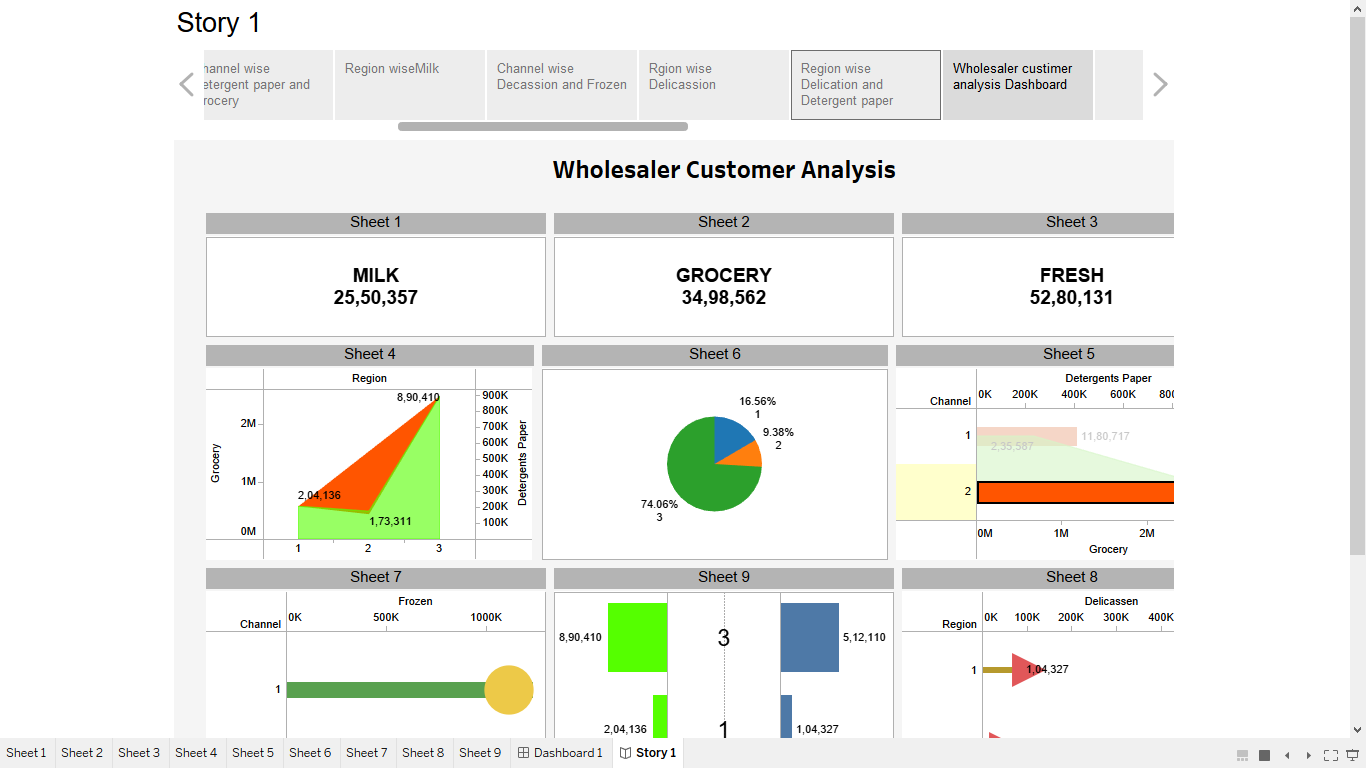 Story 1
hannel wise
etergent paper and
rocery
Region wiseMilk
Channel wise
Decassion and Frozen
Rgion wise
Delicassion
Region wise
Delication and
Detergent paper
Wholesaler custimer
analysis Dashboard
Wholesaler Customer Analysis
Sheet 1
MILK
25,50,357
Sheet 2
GROCERY
34,98,562
Sheet 3
FRESH
52,80,131
Sheet 4
Region
Grocery
2M
1M
0M
8,90,410
2,04,136
1,73,311
1 2 3
900K
800K
700K
600K
500K
400K
300K
200K
100K
Detergents Paper
Sheet 6
16.56%
1
9.38%
2
74.06%
3
Sheet 5
Detergents Paper
Channel 0K 200K 400K 600K 80
1 11,80,717
2,35,587
2
0M 1M 2M
Grocery
Sheet 7
Frozen
Channel 0K 500K 1000K
1
Sheet 9
8,90,410 3 5,12,110
2,04,136 1 1,04,327
Sheet 8
Delicassen
Region 0K 100K 200K 300K 400K
1 1,04,327
Sheet 1 Sheet 2 Sheet 3 Sheet 4 Sheet 5 Sheet 6 Sheet 7 Sheet 8 Sheet 9 Dashboard 1 Story 1